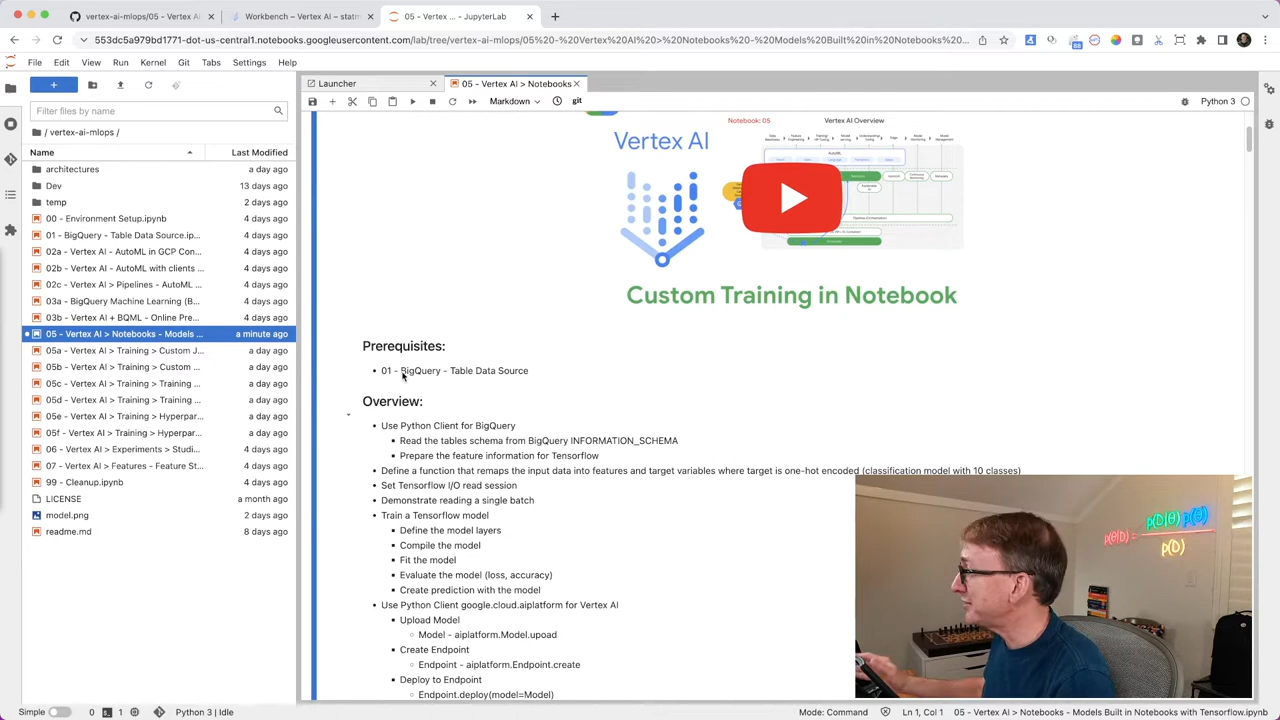 vertex-ai-mlops/05 - Vertex AI
Workbench – Vertex AI – statm
05 - Vertex ... - JupyterLab
553dc5a979bd1771-dot-us-central1.notebooks.googleusercontent.com/lab/tree/vertex-ai-mlops/05%20-%20Vertex%20AI%20>%20Notebooks%20-%20Models%20Built%20in%20Notebooks%20with%20Tensorflow.ipynb...
File Edit View Run Kernel Git Tabs Settings Help
Launcher
05 - Vertex AI > Notebooks
Markdown
git
Python 3
Filter files by name
/ vertex-ai-mlops /
Name Last Modified
architectures a day ago
Dev 13 days ago
temp 2 days ago
00 - Environment Setup.ipynb 4 days ago
01 - BigQuery - Table Data Source.... 4 days ago
02a - Vertex AI - AutoML in GCP Con... 4 days ago
02b - Vertex AI - AutoML with clients ... 4 days ago
02c - Vertex AI > Pipelines - AutoML ... 4 days ago
03a - BigQuery Machine Learning (B... 4 days ago
03b - Vertex AI + BQML - Online Pre... 4 days ago
05 - Vertex AI > Notebooks - Models ... a minute ago
05a - Vertex AI > Training > Custom J... a day ago
05b - Vertex AI > Training > Custom ... a day ago
05c - Vertex AI > Training > Training ... a day ago
05d - Vertex AI > Training > Training ... a day ago
05e - Vertex AI > Training > Hyperpar... a day ago
05f - Vertex AI > Training > Hyperpar... a day ago
06 - Vertex AI > Experiments > Studi... a day ago
07 - Vertex AI > Features - Feature St... a day ago
99 - Cleanup.ipynb 4 days ago
LICENSE a month ago
model.png 2 days ago
readme.md 8 days ago
Notebook: 05 Vertex AI Overview
Vertex AI
AutoML
Custom Training in Notebook
Prerequisites:
• 01 - BigQuery - Table Data Source
Overview:
• Use Python Client for BigQuery
▪ Read the tables schema from BigQuery INFORMATION_SCHEMA
▪ Prepare the feature information for Tensorflow
• Define a function that remaps the input data into features and target variables where target is one-hot encoded (classification model with 10 classes)
• Set Tensorflow I/O read session
• Demonstrate reading a single batch
• Train a Tensorflow model
▪ Define the model layers
▪ Compile the model
▪ Fit the model
▪ Evaluate the model (loss, accuracy)
▪ Create prediction with the model
• Use Python Client google.cloud.aiplatform for Vertex AI
▪ Upload Model
◦ Model - aiplatform.Model.upoad
▪ Create Endpoint
◦ Endpoint - aiplatform.Endpoint.create
▪ Deploy to Endpoint
◦ Endpoint.deploy(model=Model)
p(D|θ) p(θ)
p(θ|D)=
p(D)
Simple 0 1 Python 3 | Idle
Mode: Command Ln 1, Col 1 05 - Vertex AI > Notebooks - Models Built in Notebooks with Tensorflow.ipynb